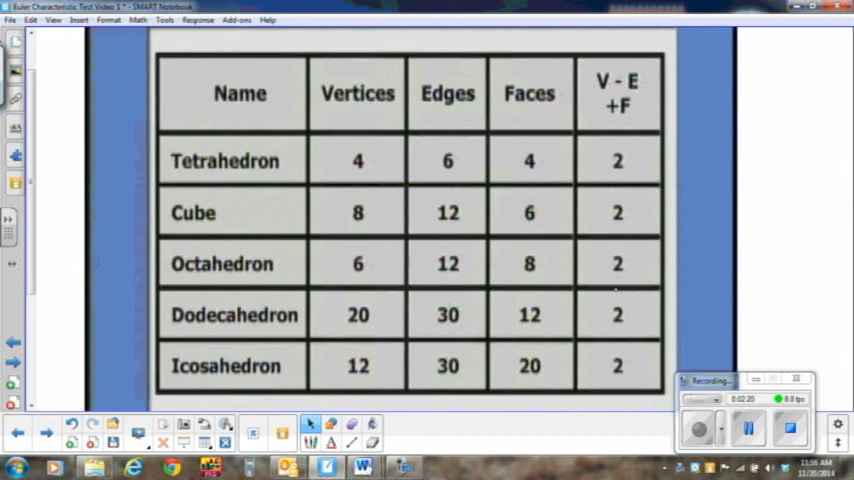 Euler Characteristic Test Video 1 * - SMART Notebook
File Edit View Insert Format Math Tools Response Add-ons Help
Name Vertices Edges Faces V - E
+F
Tetrahedron 4 6 4 2
Cube 8 12 6 2
Octahedron 6 12 8 2
Dodecahedron 20 30 12 2
Icosahedron 12 30 20 2
Recording...
0:02:20 8.0 fps
11:16 AM
11/20/2014